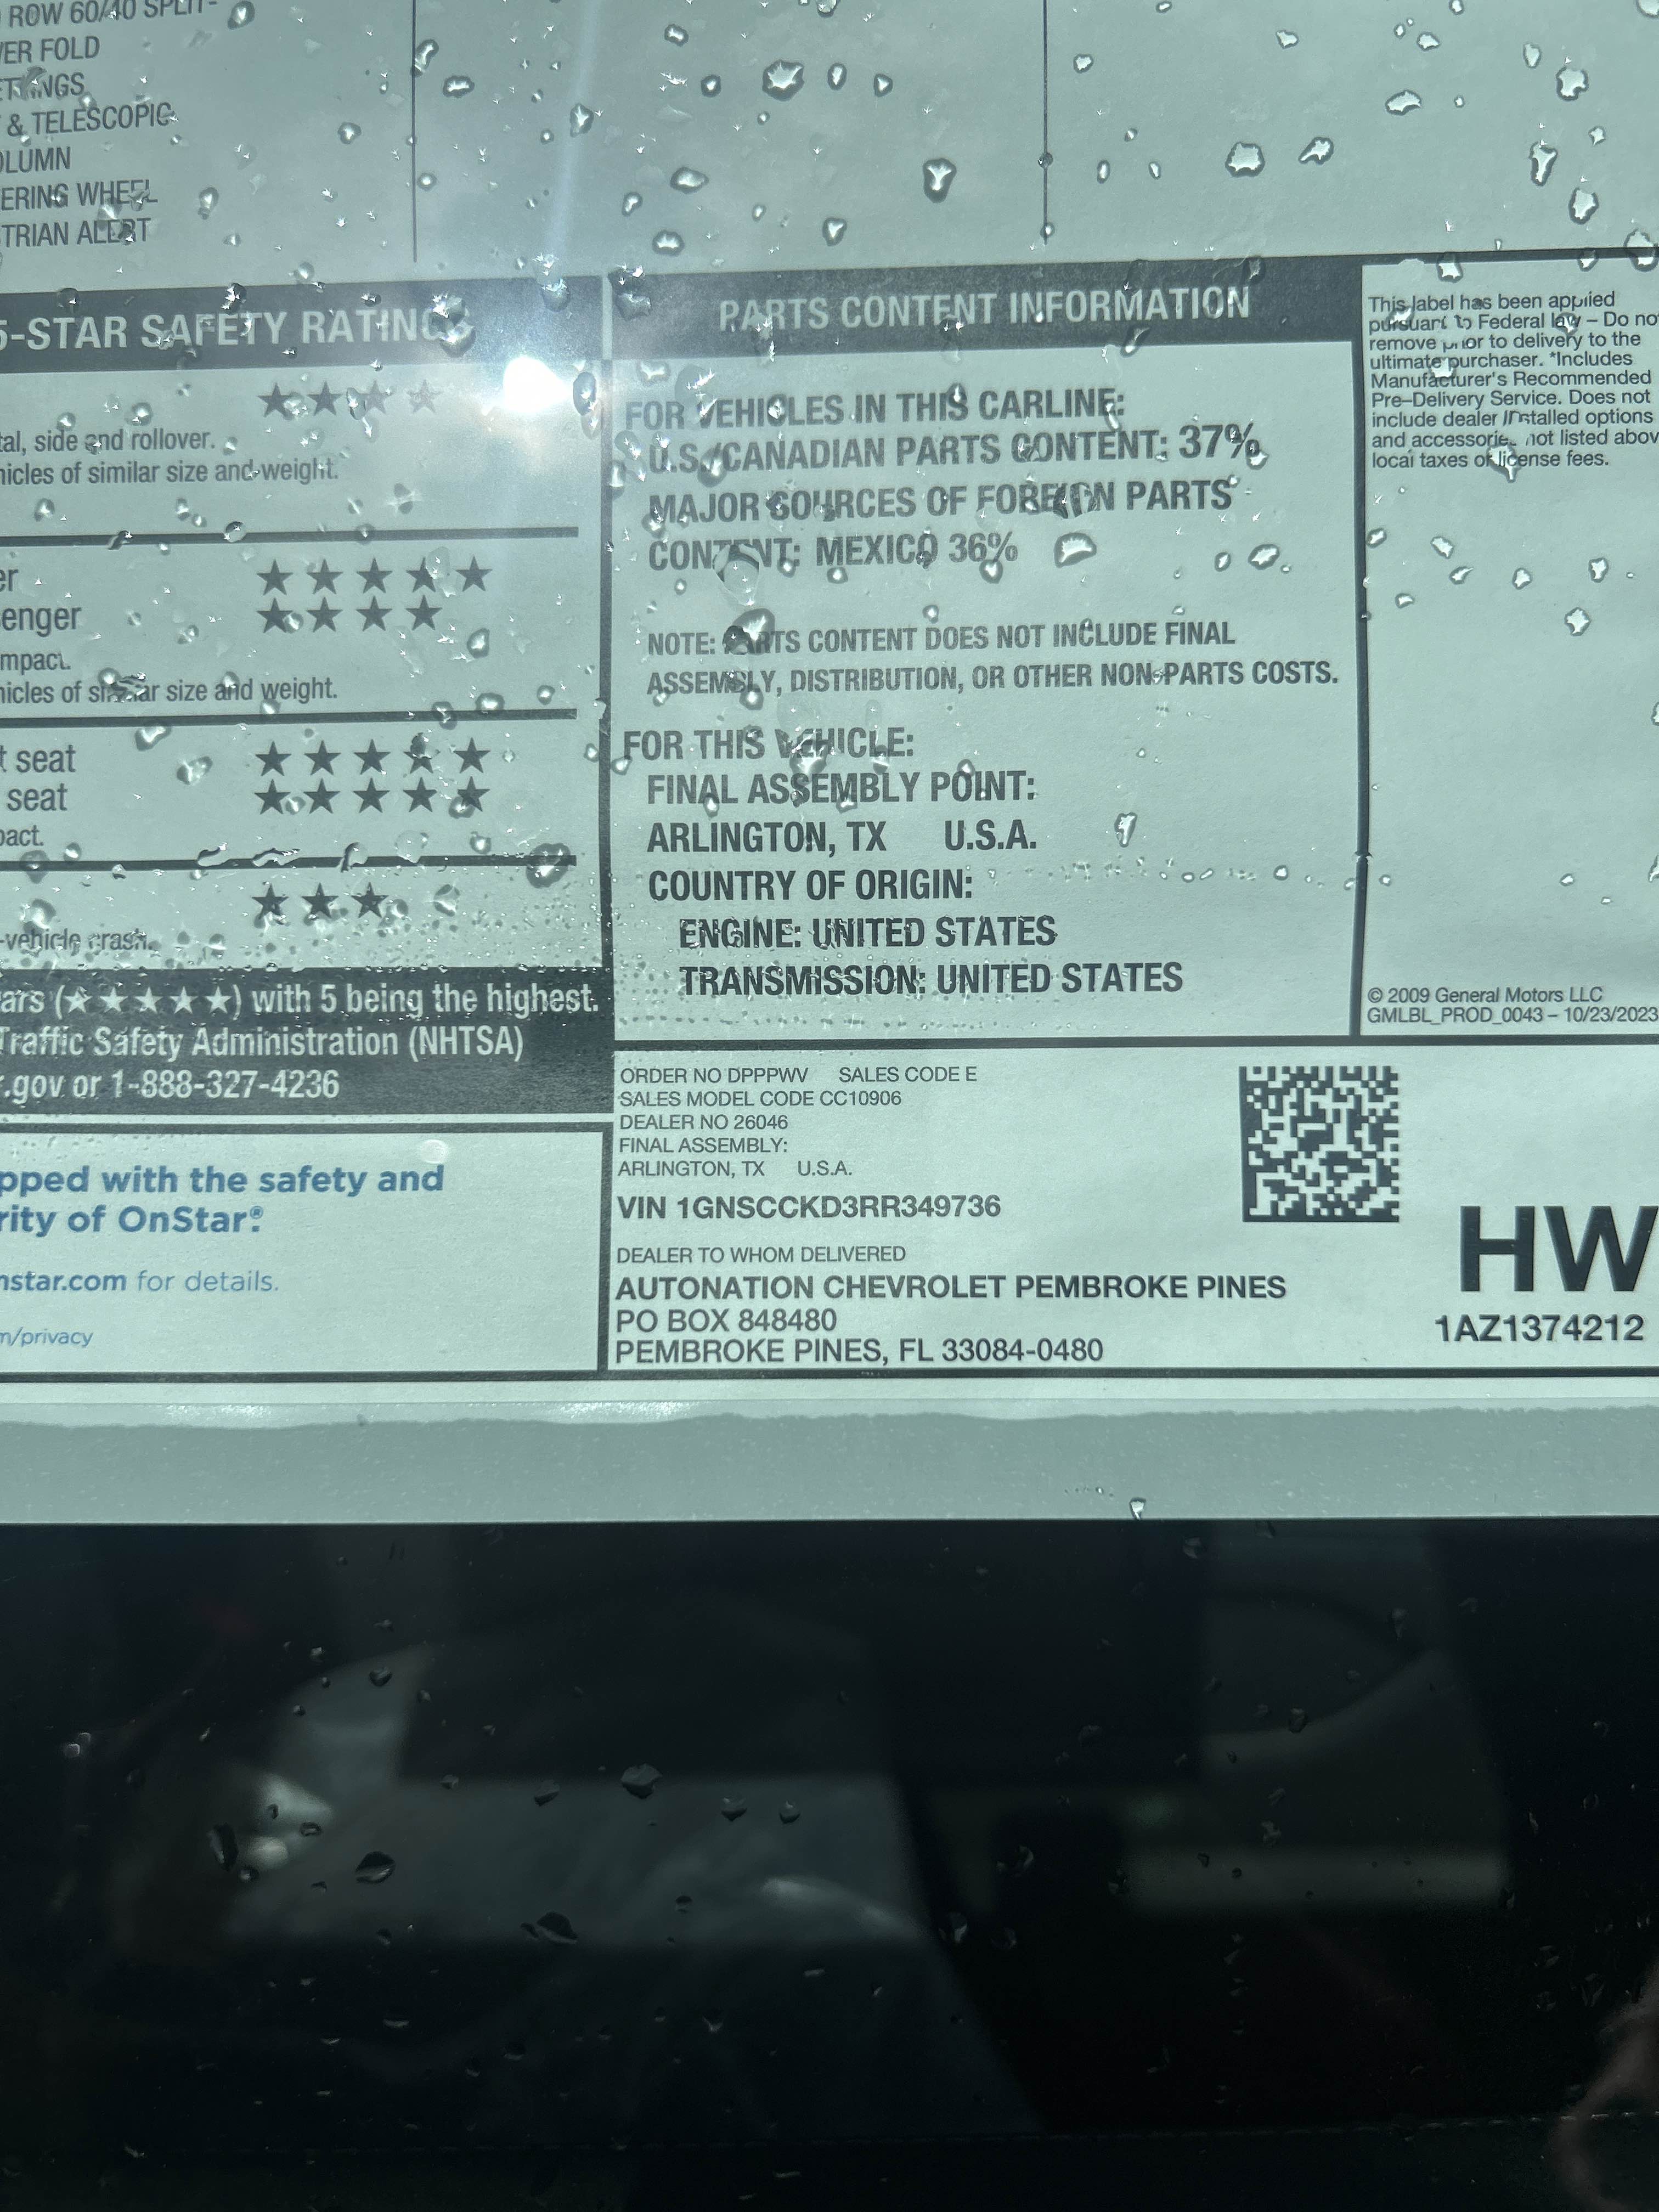 ROW 60/40 SPLIT-
ER FOLD
& TELESCOPIC
OLUMN
ERING WHEEL
TRIAN ALERT
5-STAR SAFETY RATINGS
★★★★
tal, side and rollover.
hicles of similar size and weight.
er ★★★★★
enger ★★★★
mpact.
hicles of similar size and weight.
t seat ★★★★★
seat ★★★★★
pact.
★★★
-vehicle crash.
ars (★★★★★) with 5 being the highest.
Traffic Safety Administration (NHTSA)
r.gov or 1-888-327-4236
pped with the safety and
rity of OnStar®.
nstar.com for details.
m/privacy
PARTS CONTENT INFORMATION
FOR VEHICLES IN THIS CARLINE:
U.S./CANADIAN PARTS CONTENT: 37%
MAJOR SOURCES OF FOREIGN PARTS
CONTENT: MEXICO 36%
NOTE: PARTS CONTENT DOES NOT INCLUDE FINAL
ASSEMBLY, DISTRIBUTION, OR OTHER NON-PARTS COSTS.
FOR THIS VEHICLE:
FINAL ASSEMBLY POINT:
ARLINGTON, TX U.S.A.
COUNTRY OF ORIGIN:
ENGINE: UNITED STATES
TRANSMISSION: UNITED STATES
This label has been applied
pursuant to Federal law – Do no
remove prior to delivery to the
ultimate purchaser. *Includes
Manufacturer's Recommended
Pre–Delivery Service. Does not
include dealer installed options
and accessories not listed abov
local taxes or license fees.
© 2009 General Motors LLC
GMLBL_PROD_0043 – 10/23/2023
ORDER NO DPPPWV SALES CODE E
SALES MODEL CODE CC10906
DEALER NO 26046
FINAL ASSEMBLY:
ARLINGTON, TX U.S.A.
VIN 1GNSCCKD3RR349736
DEALER TO WHOM DELIVERED
AUTONATION CHEVROLET PEMBROKE PINES
PO BOX 848480
PEMBROKE PINES, FL 33084-0480
HW
1AZ1374212